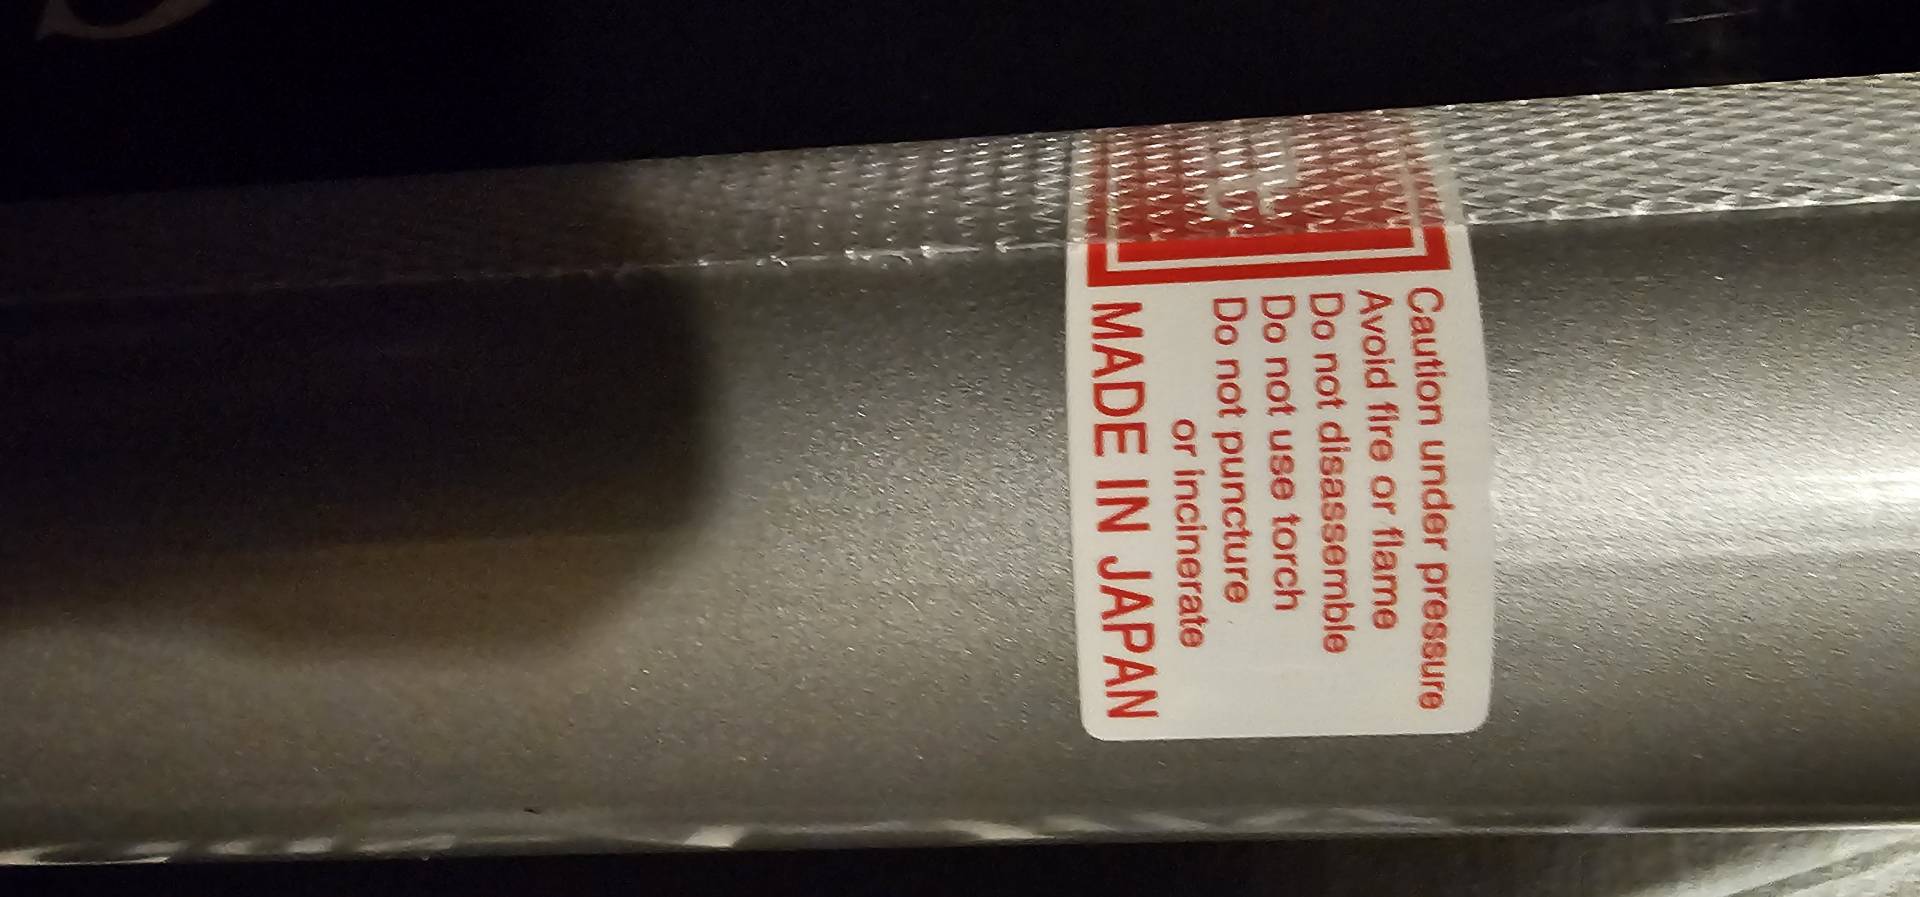 Caution under pressure
Avoid fire or flame
Do not disassemble
Do not use torch
Do not puncture
or incinerate
MADE IN JAPAN